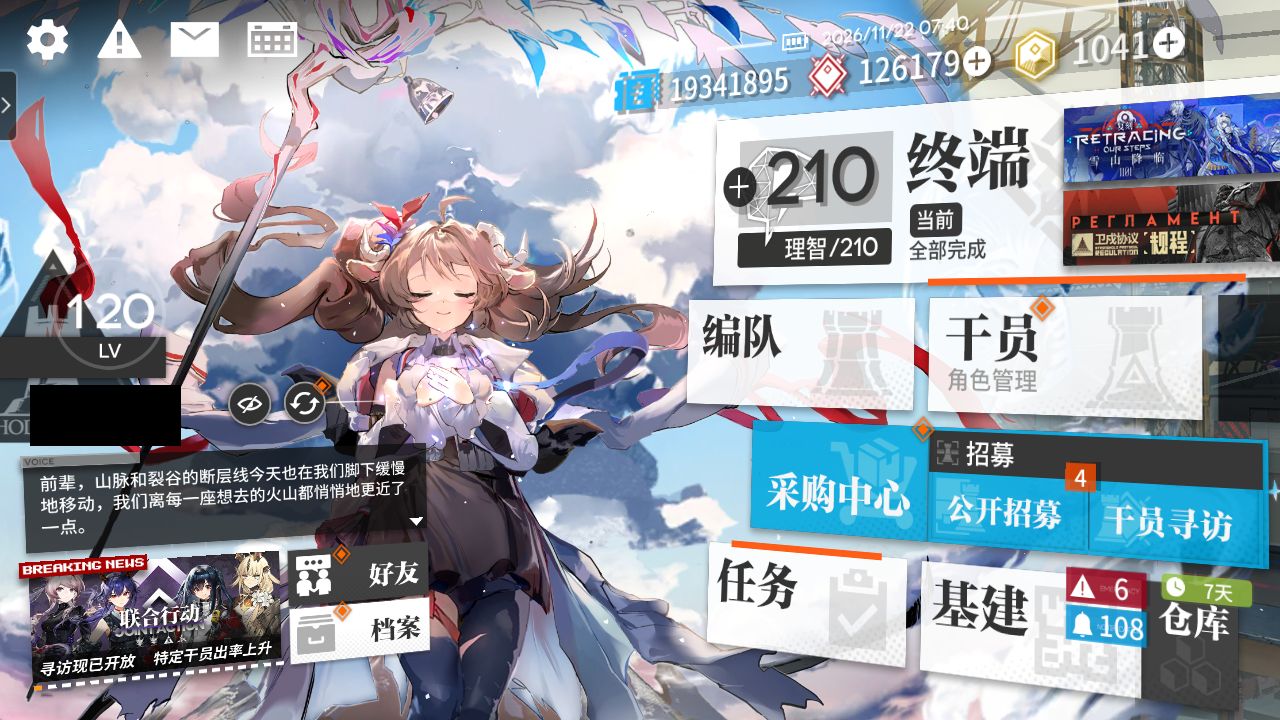 2026/11/22 07:40
19341895
126179
1041
210
理智/210
终端
当前
全部完成
复刻
RETRACING
OUR STEPS
雪山降临
1101
РЕГЛАМЕНТ
卫戍协议
REGULATION
规程
120
LV
编队
干员
角色管理
VOICE
前辈，山脉和裂谷的断层线今天也在我们脚下缓慢
地移动，我们离每一座想去的火山都悄悄地更近了
一点。
采购中心
招募
4
公开招募
干员寻访
BREAKING NEWS
联合行动
JOINT ACTION
寻访现已开放 特定干员出率上升
好友
档案
任务
基建
6
108
7天
仓库